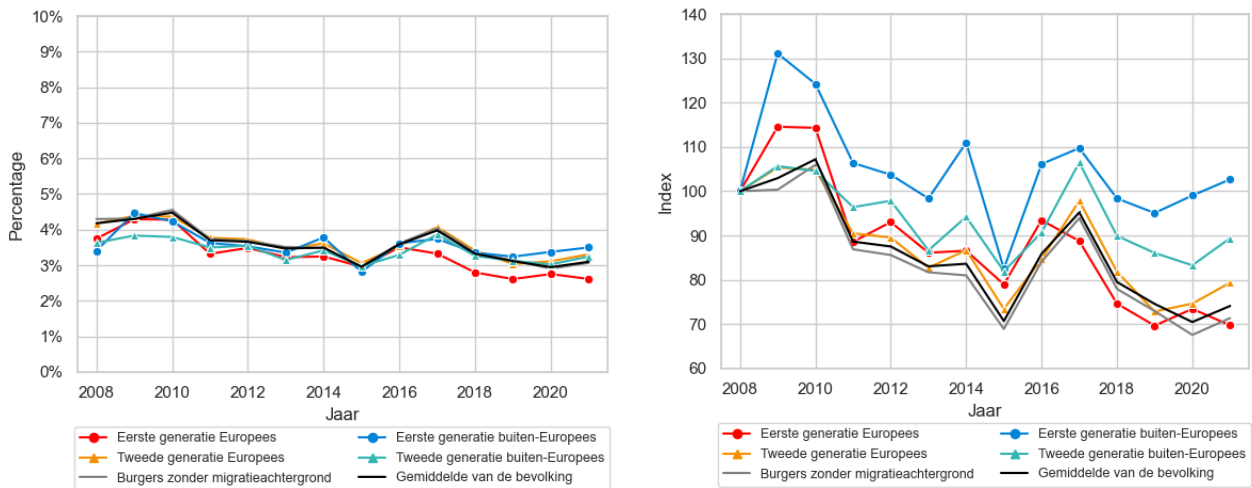 10%
9%
8%
7%
6%
5%
4%
3%
2%
1%
0%
Percentage
2008 2010 2012 2014 2016 2018 2020
Jaar
Eerste generatie Europees Eerste generatie buiten-Europees
Tweede generatie Europees Tweede generatie buiten-Europees
Burgers zonder migratieachtergrond Gemiddelde van de bevolking
140
130
120
110
100
90
80
70
60
Index
2008 2010 2012 2014 2016 2018 2020
Jaar
Eerste generatie Europees Eerste generatie buiten-Europees
Tweede generatie Europees Tweede generatie buiten-Europees
Burgers zonder migratieachtergrond Gemiddelde van de bevolking